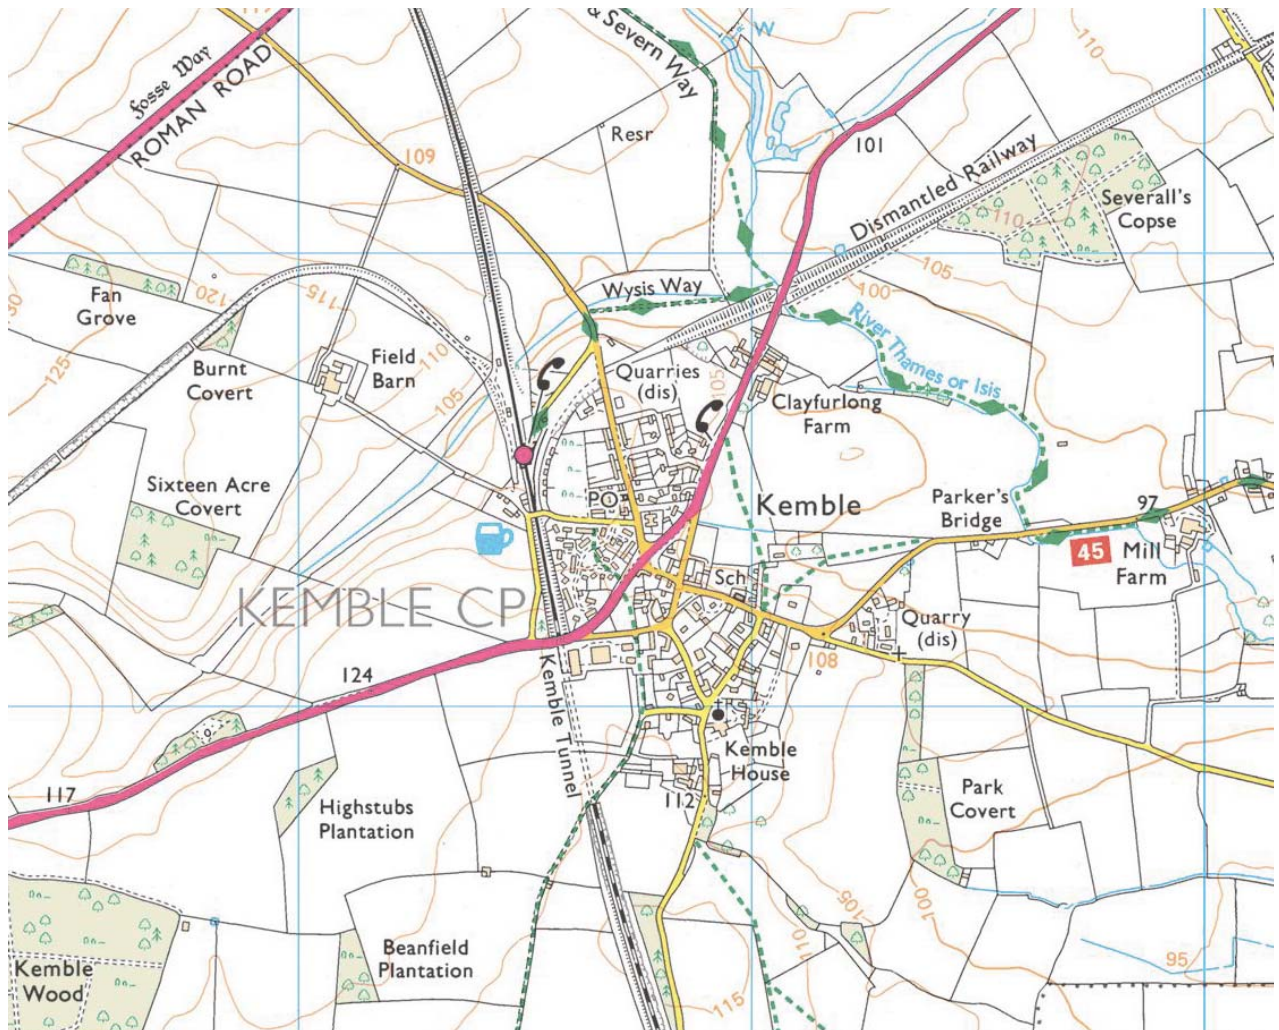 & Severn Way
W
110
Fosse Way
ROMAN ROAD
109
Resr
101
Dismantled Railway
Severall's
Copse
110
105
100
Fan
Grove
120
115
Wysis Way
River Thames or Isis
125
Burnt
Covert
Field
Barn
110
105
Quarries
(dis)
105
Clayfurlong
Farm
Sixteen Acre
Covert
PO
Kemble
Parker's
Bridge
97
45
Mill
Farm
KEMBLE CP
Sch
Quarry
(dis)
108
124
Kemble Tunnel
Kemble
House
117
Highstubs
Plantation
112
Park
Covert
Beanfield
Plantation
Kemble
Wood
105
100
110
115
95